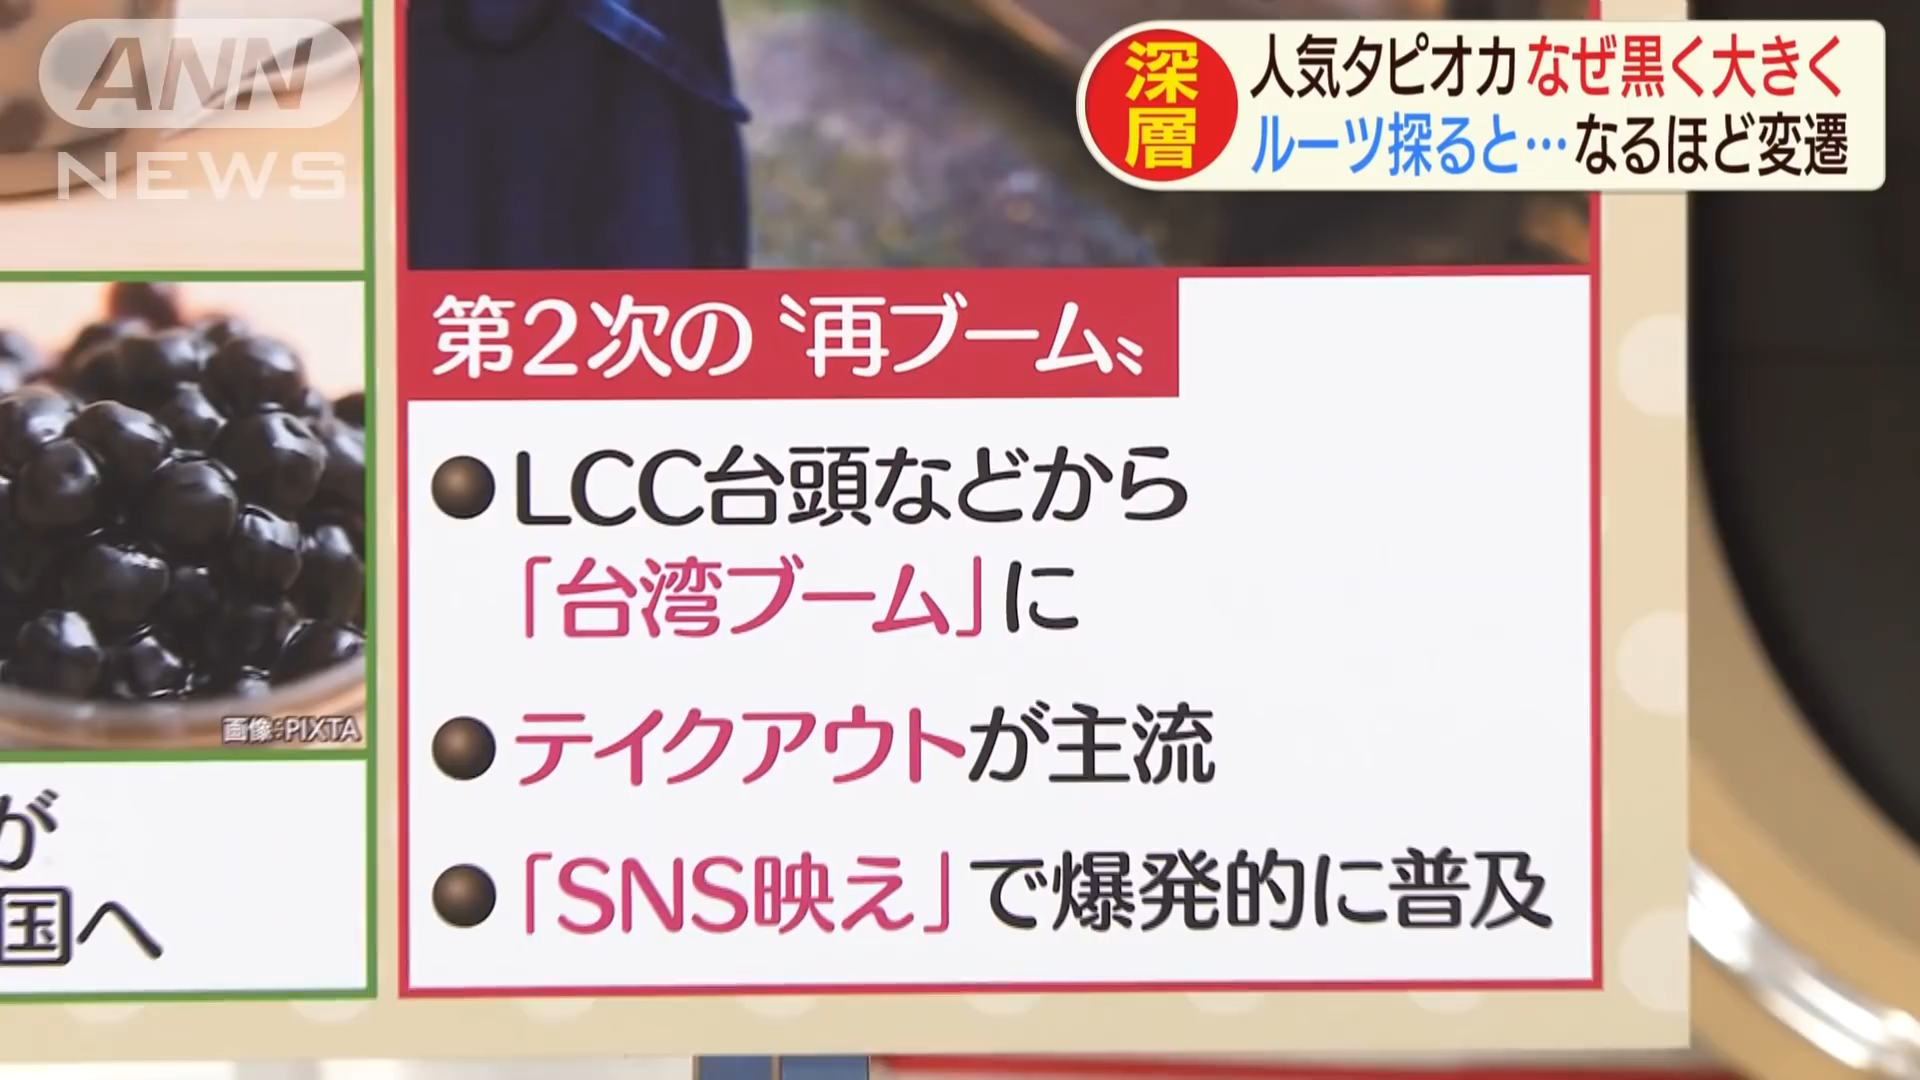 ANN
NEWS
深層
人気タピオカなぜ黒く大きく
ルーツ探ると…なるほど変遷
画像:PIXTA
が
国へ
第2次の〝再ブーム〟
●LCC台頭などから
「台湾ブーム」に
●テイクアウトが主流
●「SNS映え」で爆発的に普及